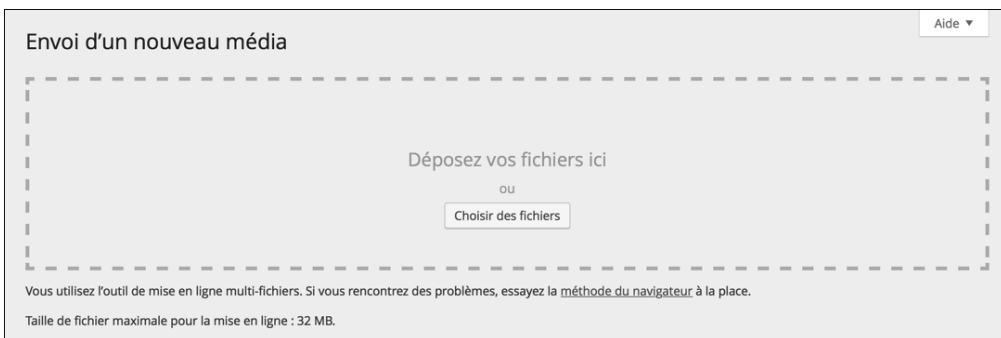 Aide ▼
Envoi d’un nouveau média
Déposez vos fichiers ici
ou
Choisir des fichiers
Vous utilisez l’outil de mise en ligne multi-fichiers. Si vous rencontrez des problèmes, essayez la méthode du navigateur à la place.
Taille de fichier maximale pour la mise en ligne : 32 MB.